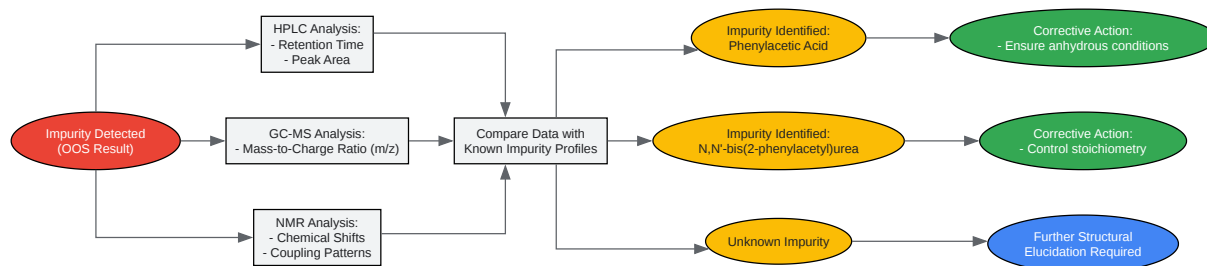 Impurity Detected
(OOS Result)
HPLC Analysis:
- Retention Time
- Peak Area
GC-MS Analysis:
- Mass-to-Charge Ratio (m/z)
NMR Analysis:
- Chemical Shifts
- Coupling Patterns
Compare Data with
Known Impurity Profiles
Impurity Identified:
Phenylacetic Acid
Corrective Action:
- Ensure anhydrous conditions
Impurity Identified:
N,N'-bis(2-phenylacetyl)urea
Corrective Action:
- Control stoichiometry
Unknown Impurity
Further Structural
Elucidation Required